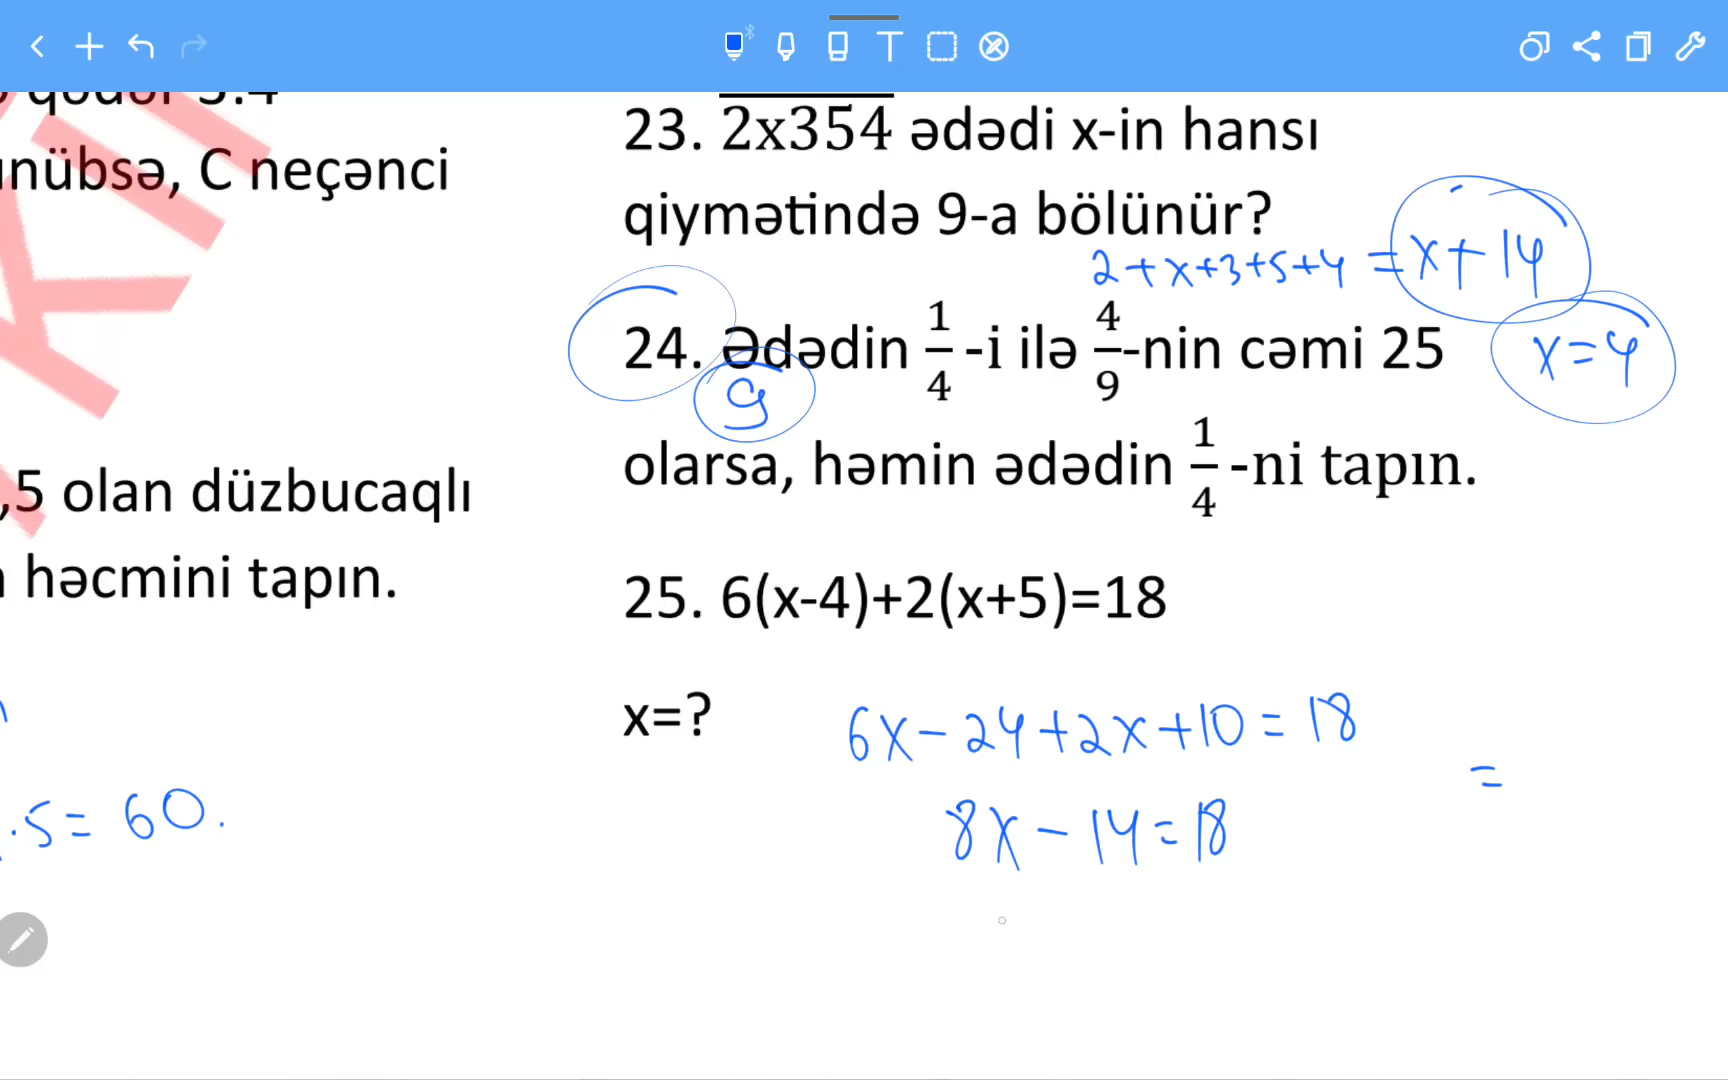 nübsə, C neçənci
,5 olan düzbucaqlı
həcmini tapın.
.5 = 60.
23. 2x354 ədədi x-in hansı
qiymətində 9-a bölünür?
2+x+3+5+4 = x+14
24. Ədədin 1/4 -i ilə 4/9-nin cəmi 25
x=4
9
olarsa, həmin ədədin 1/4 -ni tapın.
25. 6(x-4)+2(x+5)=18
x=?
6x-24+2x+10=18
=
8x-14=18